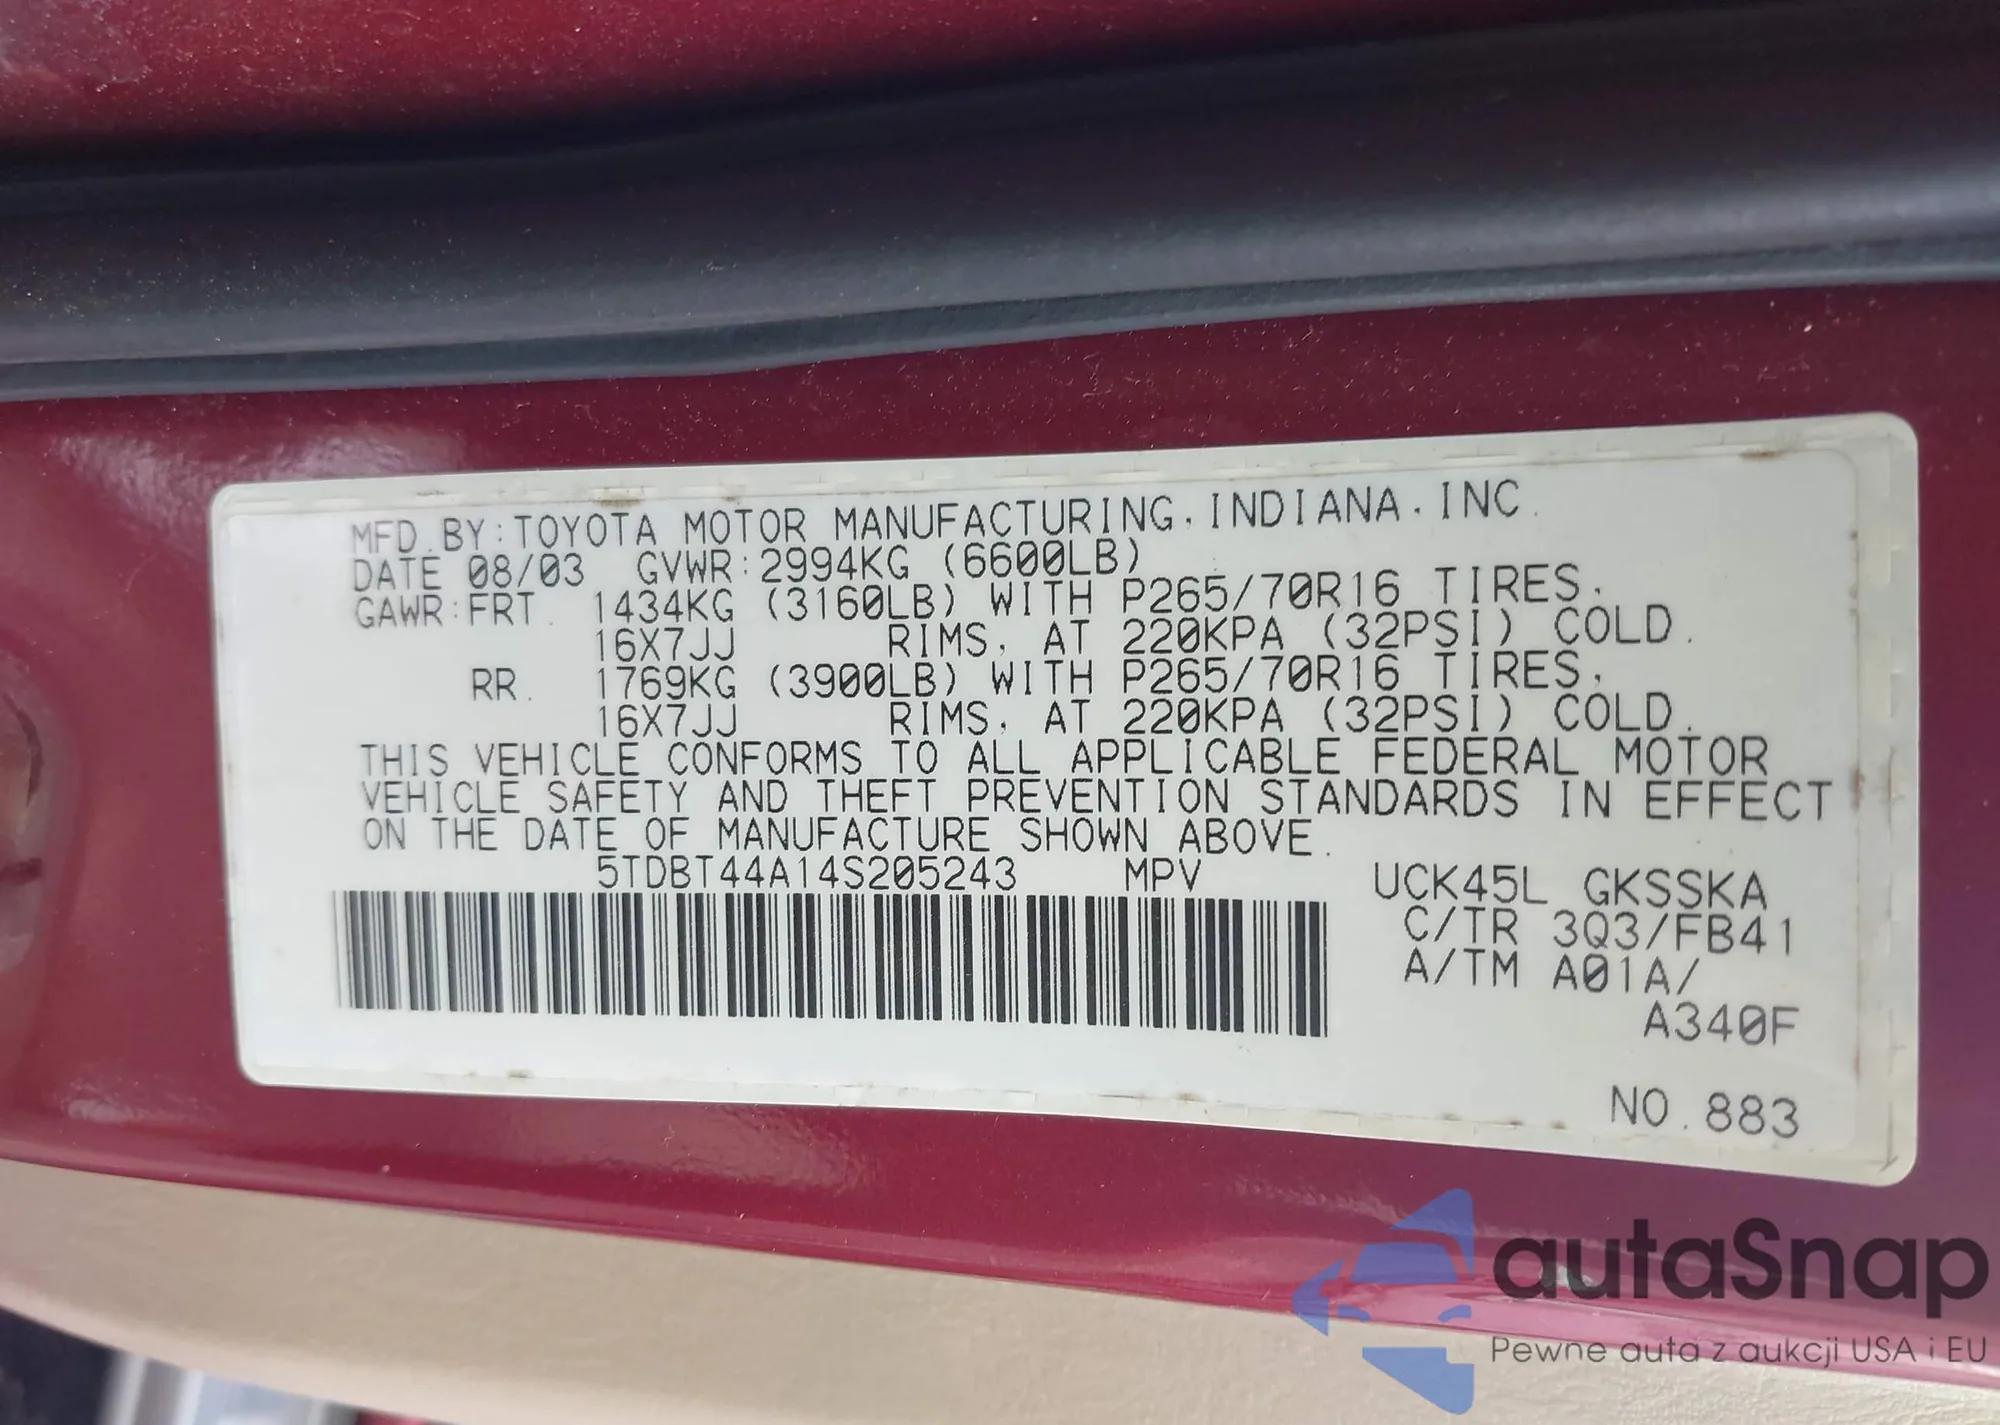 MFD.BY:TOYOTA MOTOR MANUFACTURING,INDIANA,INC.
DATE 08/03 GVWR:2994KG (6600LB)
GAWR:FRT. 1434KG (3160LB) WITH P265/70R16 TIRES,
16X7JJ RIMS, AT 220KPA (32PSI) COLD.
RR. 1769KG (3900LB) WITH P265/70R16 TIRES,
16X7JJ RIMS, AT 220KPA (32PSI) COLD.
THIS VEHICLE CONFORMS TO ALL APPLICABLE FEDERAL MOTOR
VEHICLE SAFETY AND THEFT PREVENTION STANDARDS IN EFFECT
ON THE DATE OF MANUFACTURE SHOWN ABOVE.
5TDBT44A14S205243 MPV UCK45L GKSSKA
C/TR 3Q3/FB41
A/TM A01A/
A340F
NO.883
autaSnap
Pewne auta z aukcji USA i EU